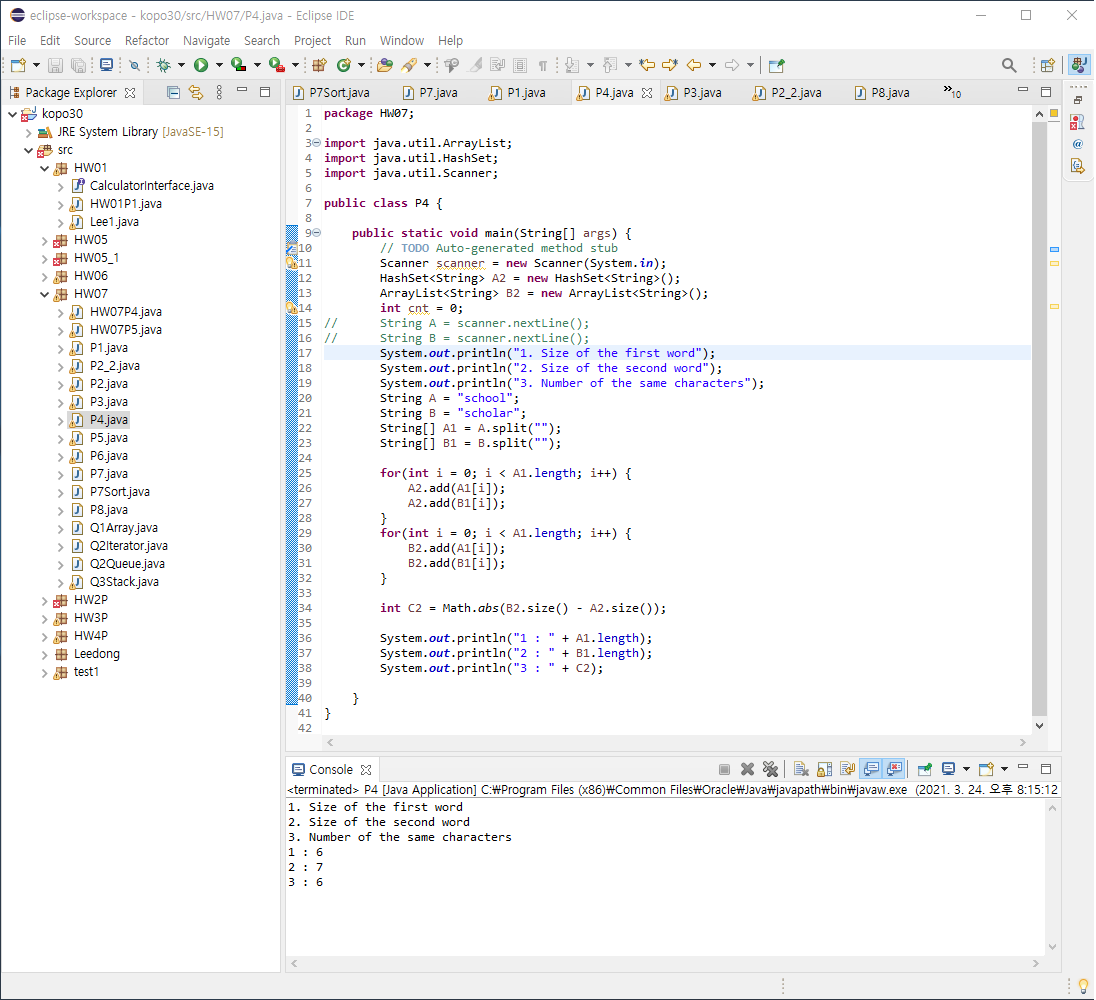 eclipse-workspace - kopo30/src/HW07/P4.java - Eclipse IDE
File Edit Source Refactor Navigate Search Project Run Window Help
Package Explorer
kopo30
JRE System Library [JavaSE-15]
src
HW01
CalculatorInterface.java
HW01P1.java
Lee1.java
HW05
HW05_1
HW06
HW07
HW07P4.java
HW07P5.java
P1.java
P2_2.java
P2.java
P3.java
P4.java
P5.java
P6.java
P7.java
P7Sort.java
P8.java
Q1Array.java
Q2Iterator.java
Q2Queue.java
Q3Stack.java
HW2P
HW3P
HW4P
Leedong
test1
P7Sort.java P7.java P1.java P4.java P3.java P2_2.java P8.java »10
1 package HW07;
2
3 import java.util.ArrayList;
4 import java.util.HashSet;
5 import java.util.Scanner;
6
7 public class P4 {
8
9 public static void main(String[] args) {
10 // TODO Auto-generated method stub
11 Scanner scanner = new Scanner(System.in);
12 HashSet<String> A2 = new HashSet<String>();
13 ArrayList<String> B2 = new ArrayList<String>();
14 int cnt = 0;
15 // String A = scanner.nextLine();
16 // String B = scanner.nextLine();
17 System.out.println("1. Size of the first word");
18 System.out.println("2. Size of the second word");
19 System.out.println("3. Number of the same characters");
20 String A = "school";
21 String B = "scholar";
22 String[] A1 = A.split("");
23 String[] B1 = B.split("");
24
25 for(int i = 0; i < A1.length; i++) {
26 A2.add(A1[i]);
27 A2.add(B1[i]);
28 }
29 for(int i = 0; i < A1.length; i++) {
30 B2.add(A1[i]);
31 B2.add(B1[i]);
32 }
33
34 int C2 = Math.abs(B2.size() - A2.size());
35
36 System.out.println("1 : " + A1.length);
37 System.out.println("2 : " + B1.length);
38 System.out.println("3 : " + C2);
39
40 }
41 }
42
Console
<terminated> P4 [Java Application] C:₩Program Files (x86)₩Common Files₩Oracle₩Java₩javapath₩bin₩javaw.exe (2021. 3. 24. 오후 8:15:12
1. Size of the first word
2. Size of the second word
3. Number of the same characters
1 : 6
2 : 7
3 : 6